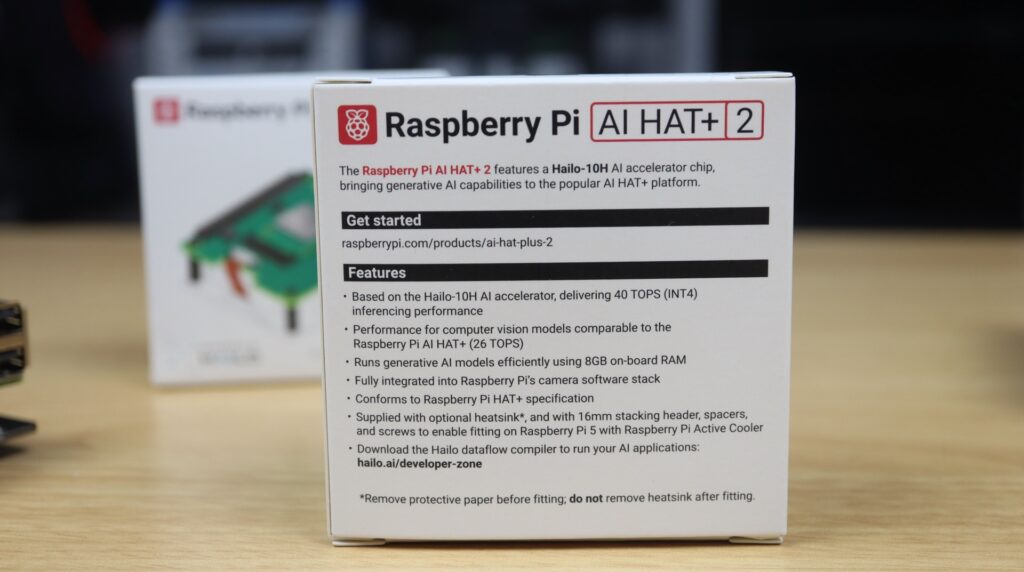 Raspberry Pi AI HAT+ 2
The Raspberry Pi AI HAT+ 2 features a Hailo-10H AI accelerator chip,
bringing generative AI capabilities to the popular AI HAT+ platform.
Get started
raspberrypi.com/products/ai-hat-plus-2
Features
• Based on the Hailo-10H AI accelerator, delivering 40 TOPS (INT4)
inferencing performance
• Performance for computer vision models comparable to the
Raspberry Pi AI HAT+ (26 TOPS)
• Runs generative AI models efficiently using 8GB on-board RAM
• Fully integrated into Raspberry Pi's camera software stack
• Conforms to Raspberry Pi HAT+ specification
• Supplied with optional heatsink*, and with 16mm stacking header, spacers,
and screws to enable fitting on Raspberry Pi 5 with Raspberry Pi Active Cooler
• Download the Hailo dataflow compiler to run your AI applications:
hailo.ai/developer-zone
*Remove protective paper before fitting; do not remove heatsink after fitting.
Raspberry Pi